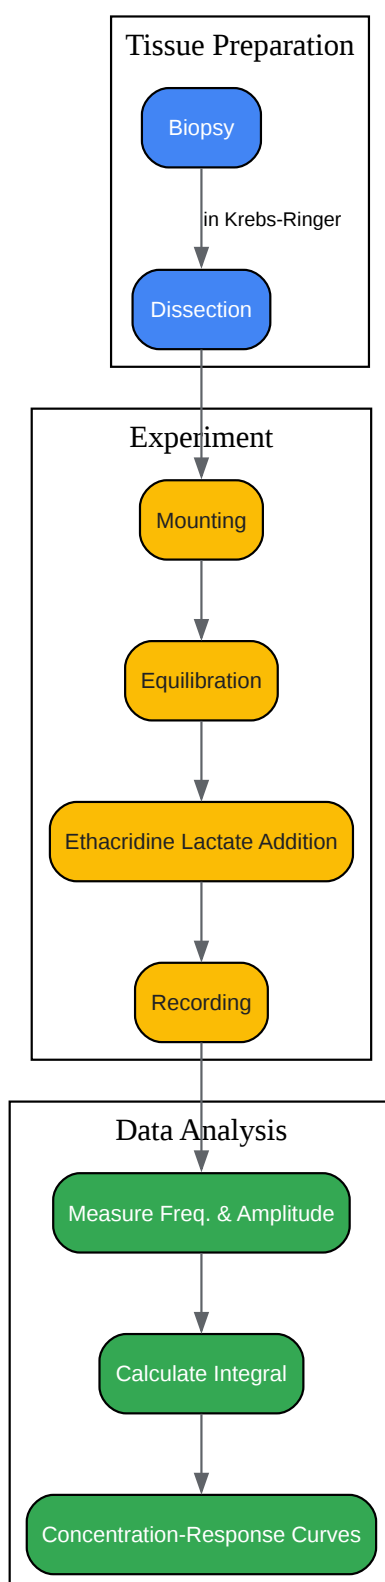 Tissue Preparation
Biopsy
in Krebs-Ringer
Dissection
Experiment
Mounting
Equilibration
Ethacridine Lactate Addition
Recording
Data Analysis
Measure Freq. & Amplitude
Calculate Integral
Concentration-Response Curves